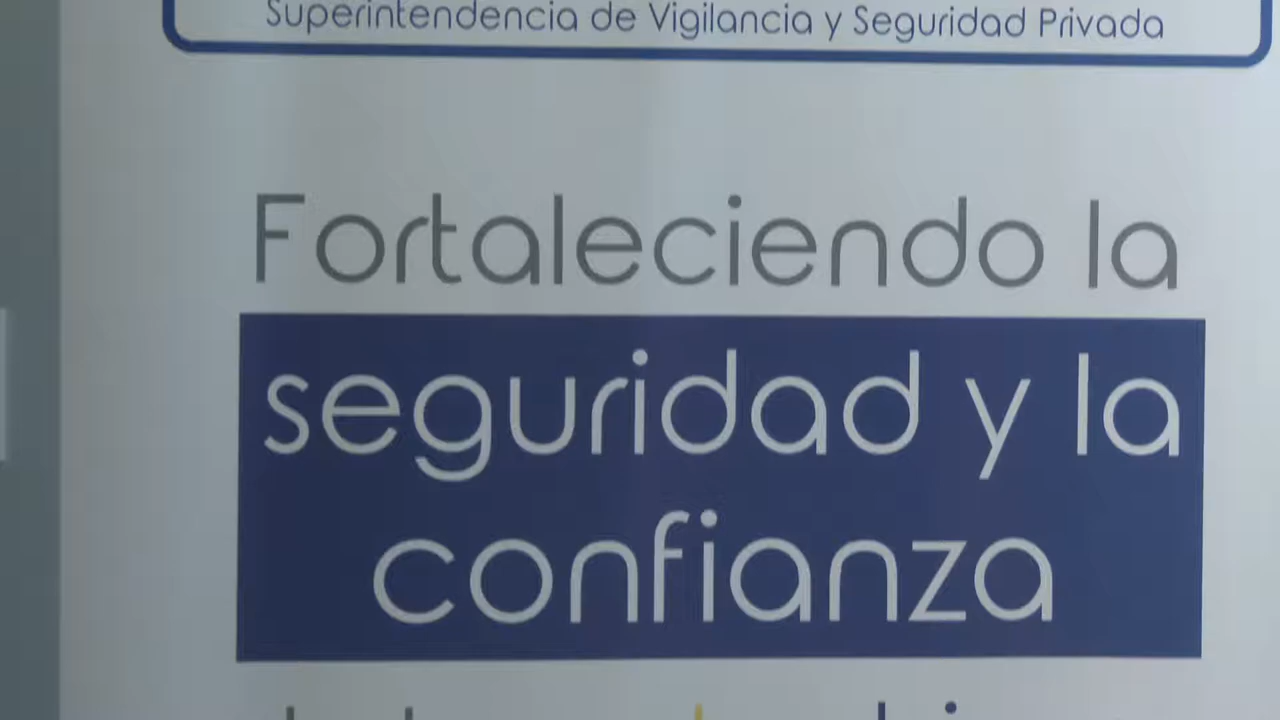 Superintendencia de Vigilancia y Seguridad Privada
Fortaleciendo la
seguridad y la
confianza